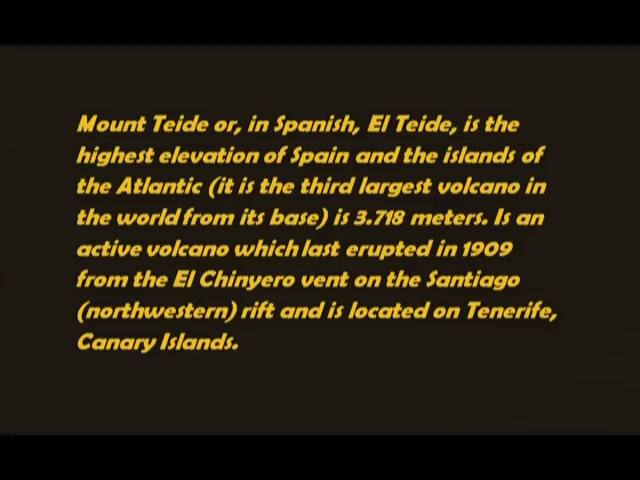 Mount Teide or, in Spanish, El Teide, is the
highest elevation of Spain and the islands of
the Atlantic (it is the third largest volcano in
the world from its base) is 3.718 meters. Is an
active volcano which last erupted in 1909
from the El Chinyero vent on the Santiago
(northwestern) rift and is located on Tenerife,
Canary Islands.